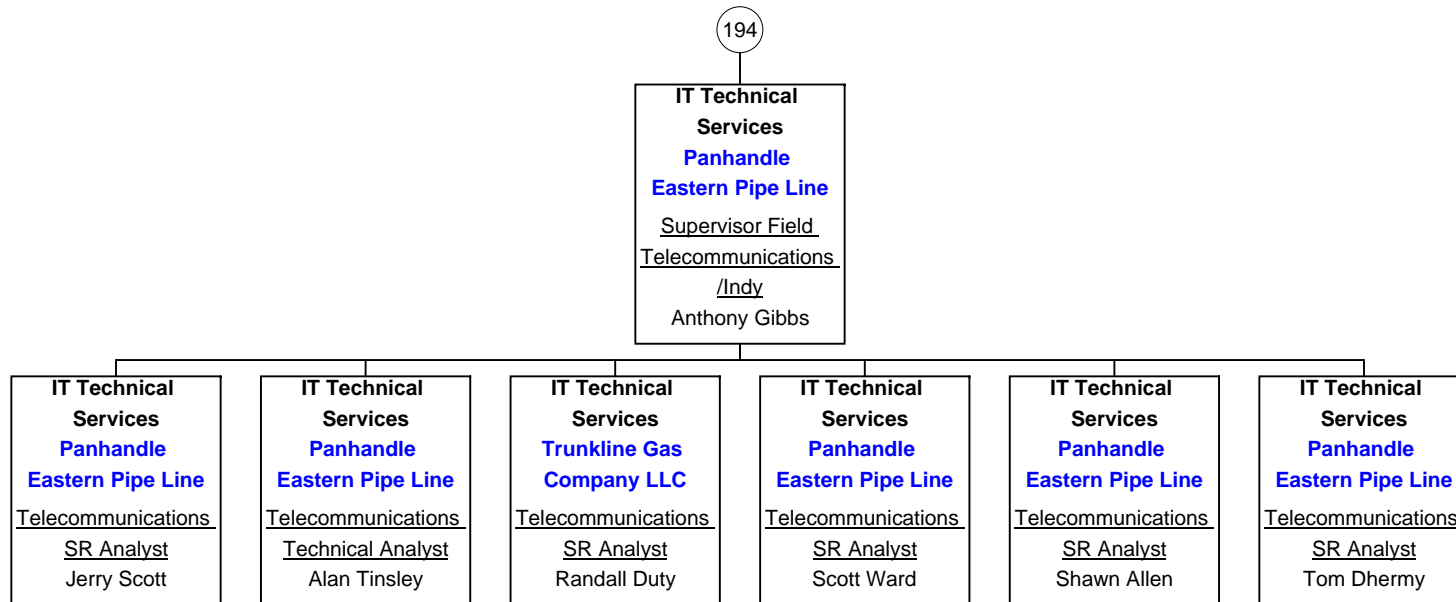 194
IT Technical
Services
Panhandle
Eastern Pipe Line
Supervisor Field
Telecommunications
/Indy
Anthony Gibbs
IT Technical
Services
Panhandle
Eastern Pipe Line
Telecommunications
SR Analyst
Jerry Scott
IT Technical
Services
Panhandle
Eastern Pipe Line
Telecommunications
Technical Analyst
Alan Tinsley
IT Technical
Services
Trunkline Gas
Company LLC
Telecommunications
SR Analyst
Randall Duty
IT Technical
Services
Panhandle
Eastern Pipe Line
Telecommunications
SR Analyst
Scott Ward
IT Technical
Services
Panhandle
Eastern Pipe Line
Telecommunications
SR Analyst
Shawn Allen
IT Technical
Services
Panhandle
Eastern Pipe Line
Telecommunications
SR Analyst
Tom Dhermy